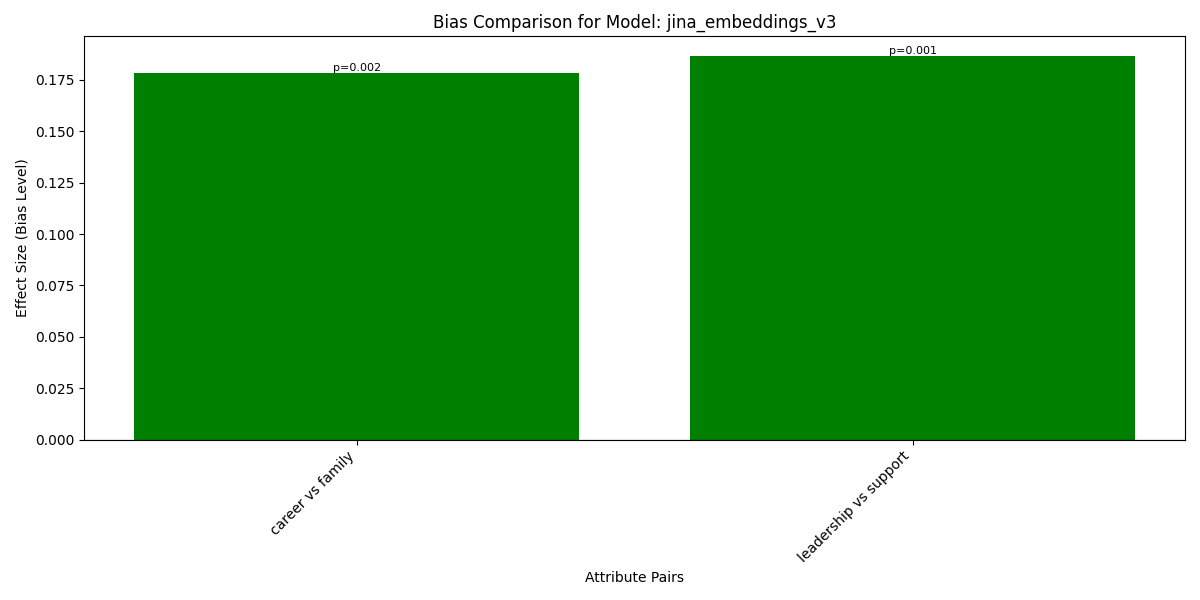 Bias Comparison for Model: jina_embeddings_v3
p=0.002
p=0.001
Effect Size (Bias Level)
0.175
0.150
0.125
0.100
0.075
0.050
0.025
0.000
career vs family
leadership vs support
Attribute Pairs